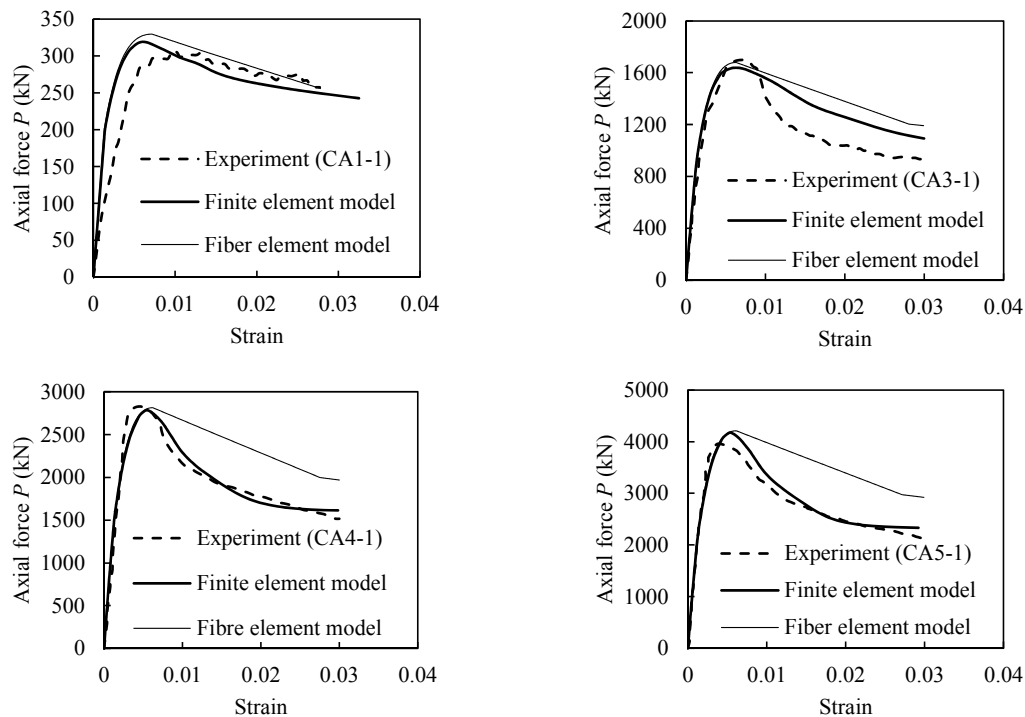 350
300
250
200
150
100
50
0
Axial force P (kN)
Experiment (CA1-1)
Finite element model
Fiber element model
0 0.01 0.02 0.03 0.04
Strain
2000
1600
1200
800
400
0
Axial force P (kN)
Experiment (CA3-1)
Finite element model
Fiber element model
0 0.01 0.02 0.03 0.04
Strain
3000
2500
2000
1500
1000
500
0
Axial force P (kN)
Experiment (CA4-1)
Finite element model
Fibre element model
0 0.01 0.02 0.03 0.04
Strain
5000
4000
3000
2000
1000
0
Axial force P (kN)
Experiment (CA5-1)
Finite element model
Fiber element model
0 0.01 0.02 0.03 0.04
Strain